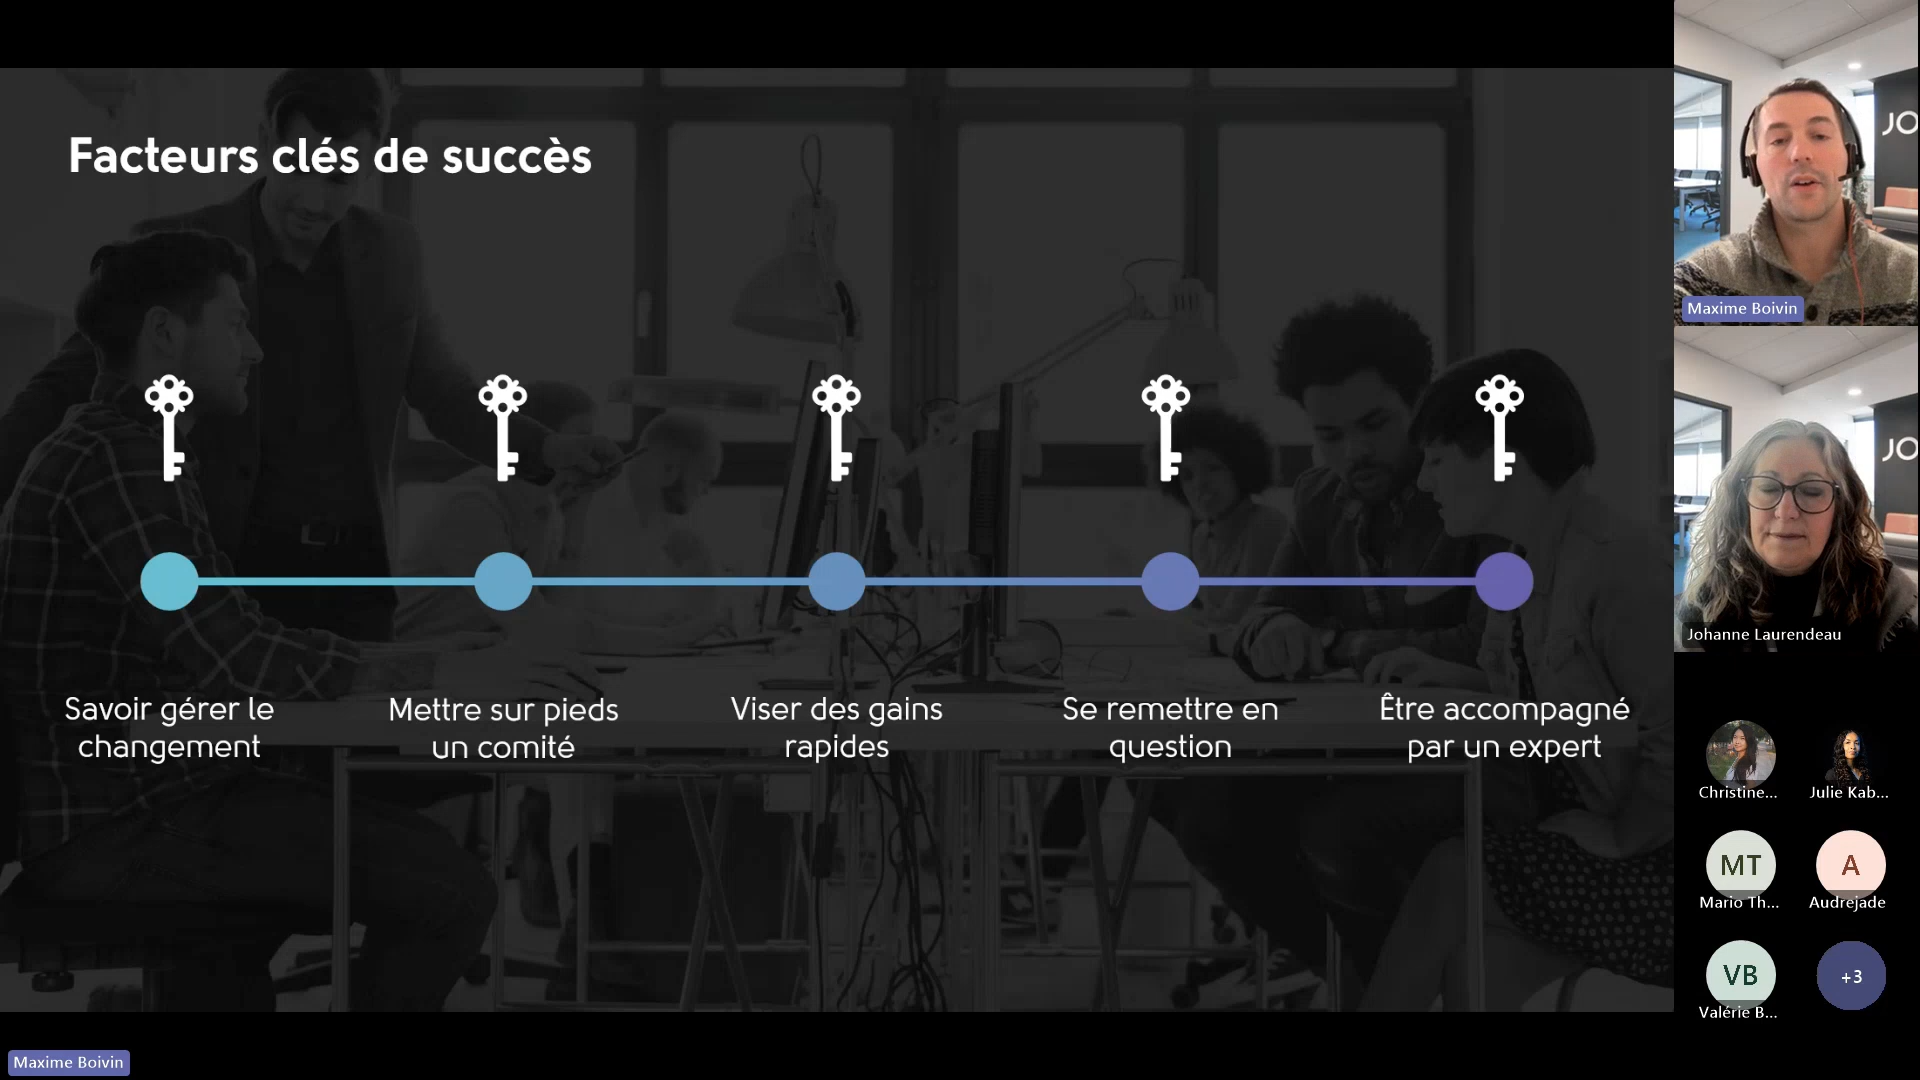 Facteurs clés de succès
Savoir gérer le
changement
Mettre sur pieds
un comité
Viser des gains
rapides
Se remettre en
question
Être accompagné
par un expert
Maxime Boivin
JO
Maxime Boivin
JO
Johanne Laurendeau
Christine...
Julie Kab...
MT
Mario Th...
A
Audrejade
VB
Valérie B...
+3